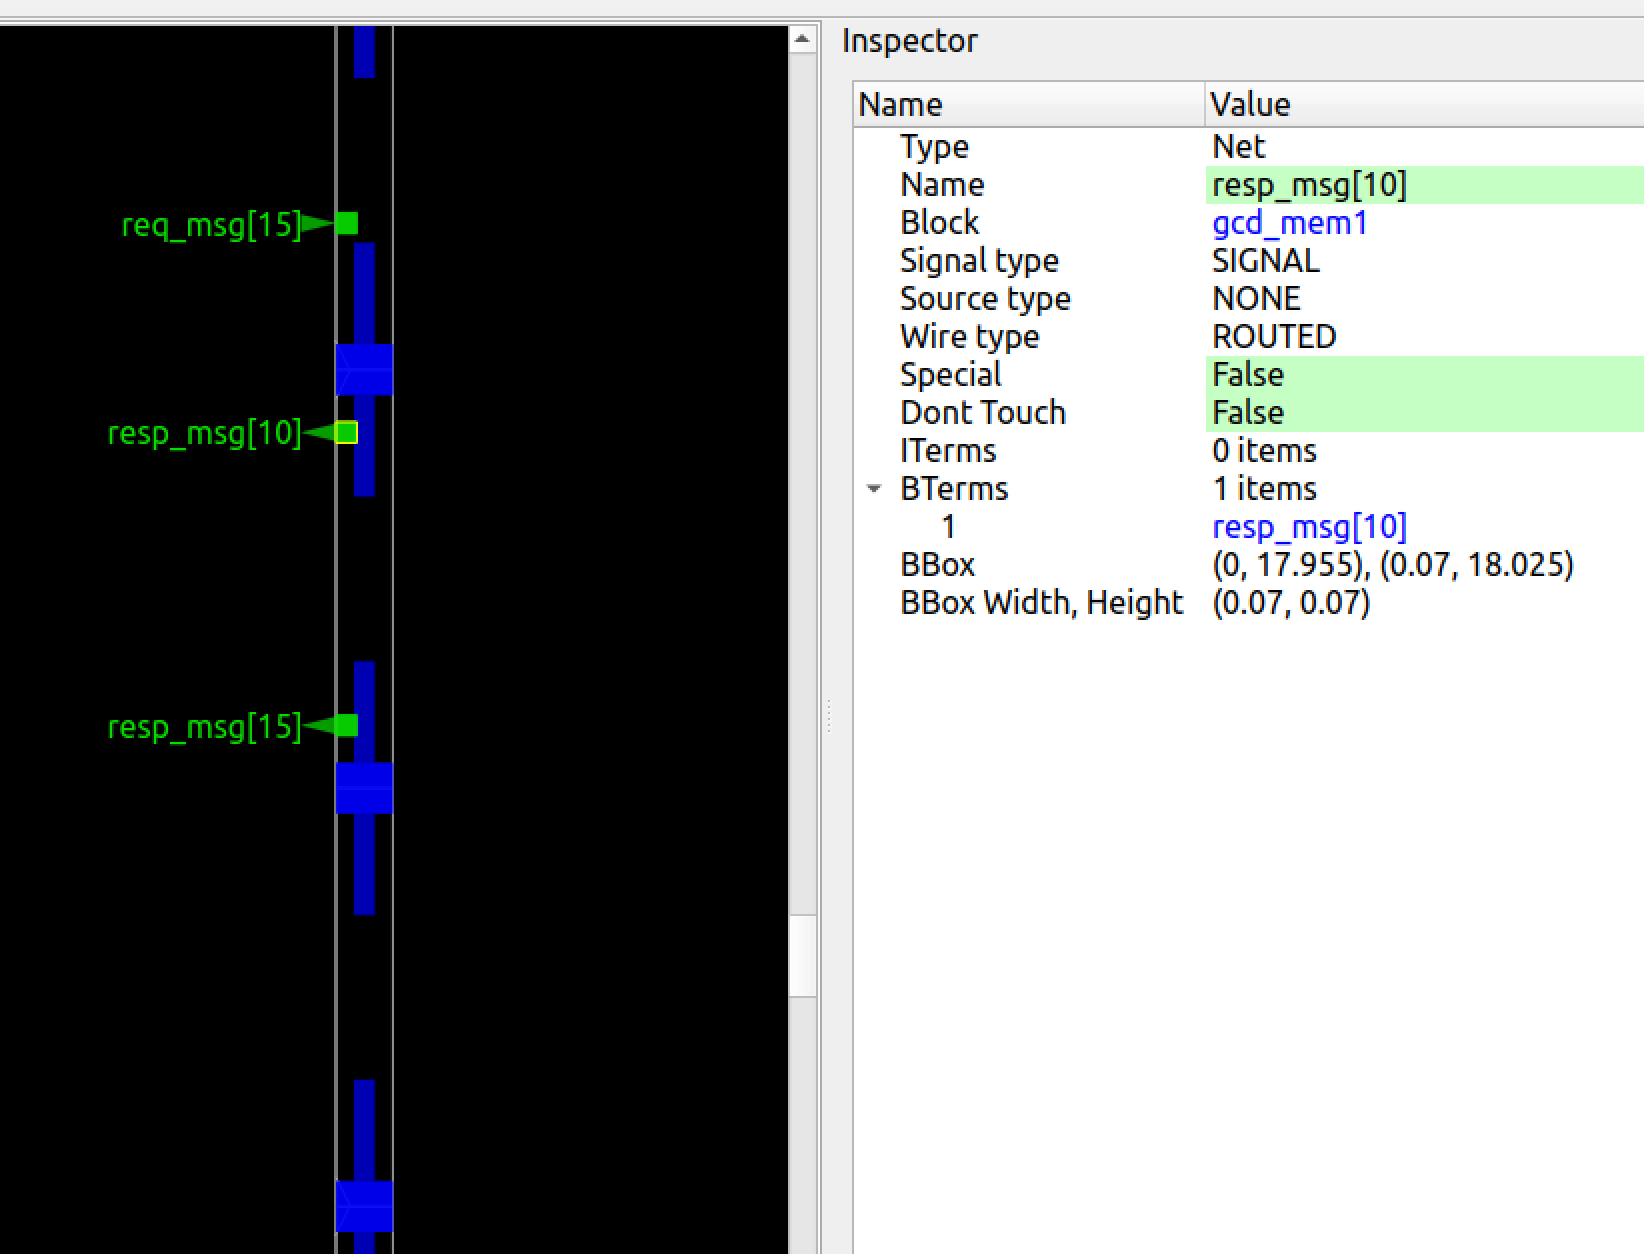 req_msg[15]
resp_msg[10]
resp_msg[15]
Inspector
Name Value
Type Net
Name resp_msg[10]
Block gcd_mem1
Signal type SIGNAL
Source type NONE
Wire type ROUTED
Special False
Dont Touch False
ITerms 0 items
BTerms 1 items
1 resp_msg[10]
BBox (0, 17.955), (0.07, 18.025)
BBox Width, Height (0.07, 0.07)